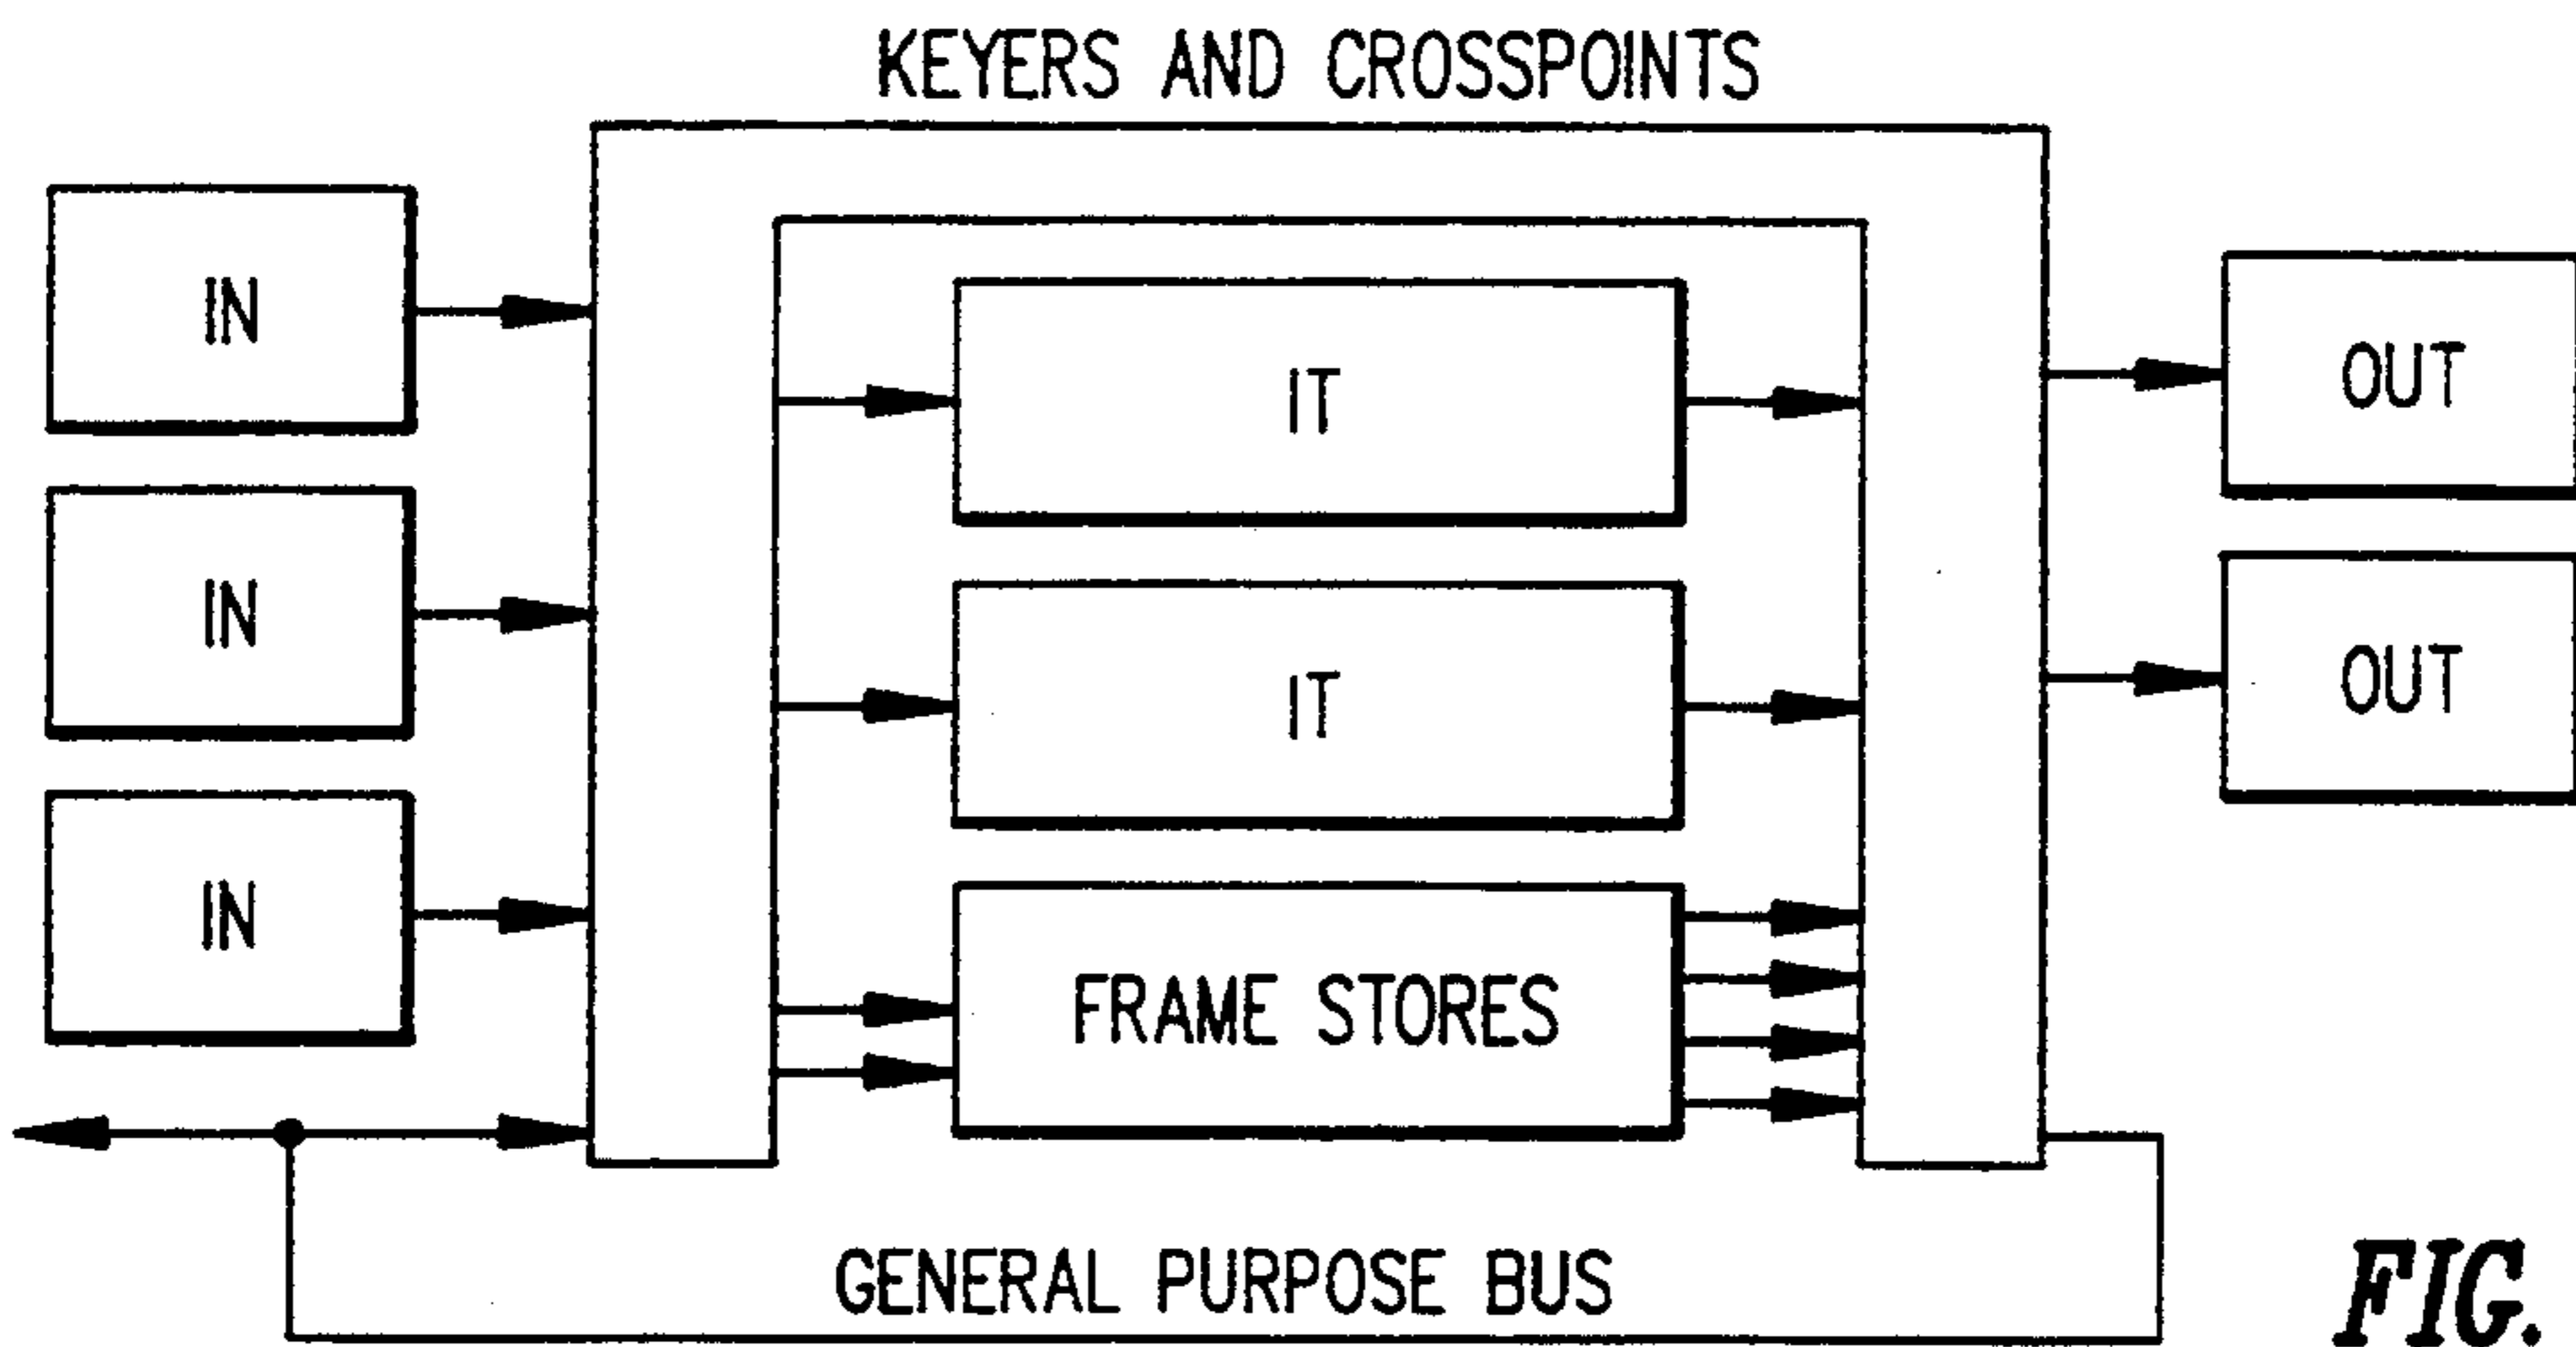 KEYERS AND CROSSPOINTS
IN
IT
OUT
IN
IT
OUT
IN
FRAME STORES
GENERAL PURPOSE BUS
FIG.